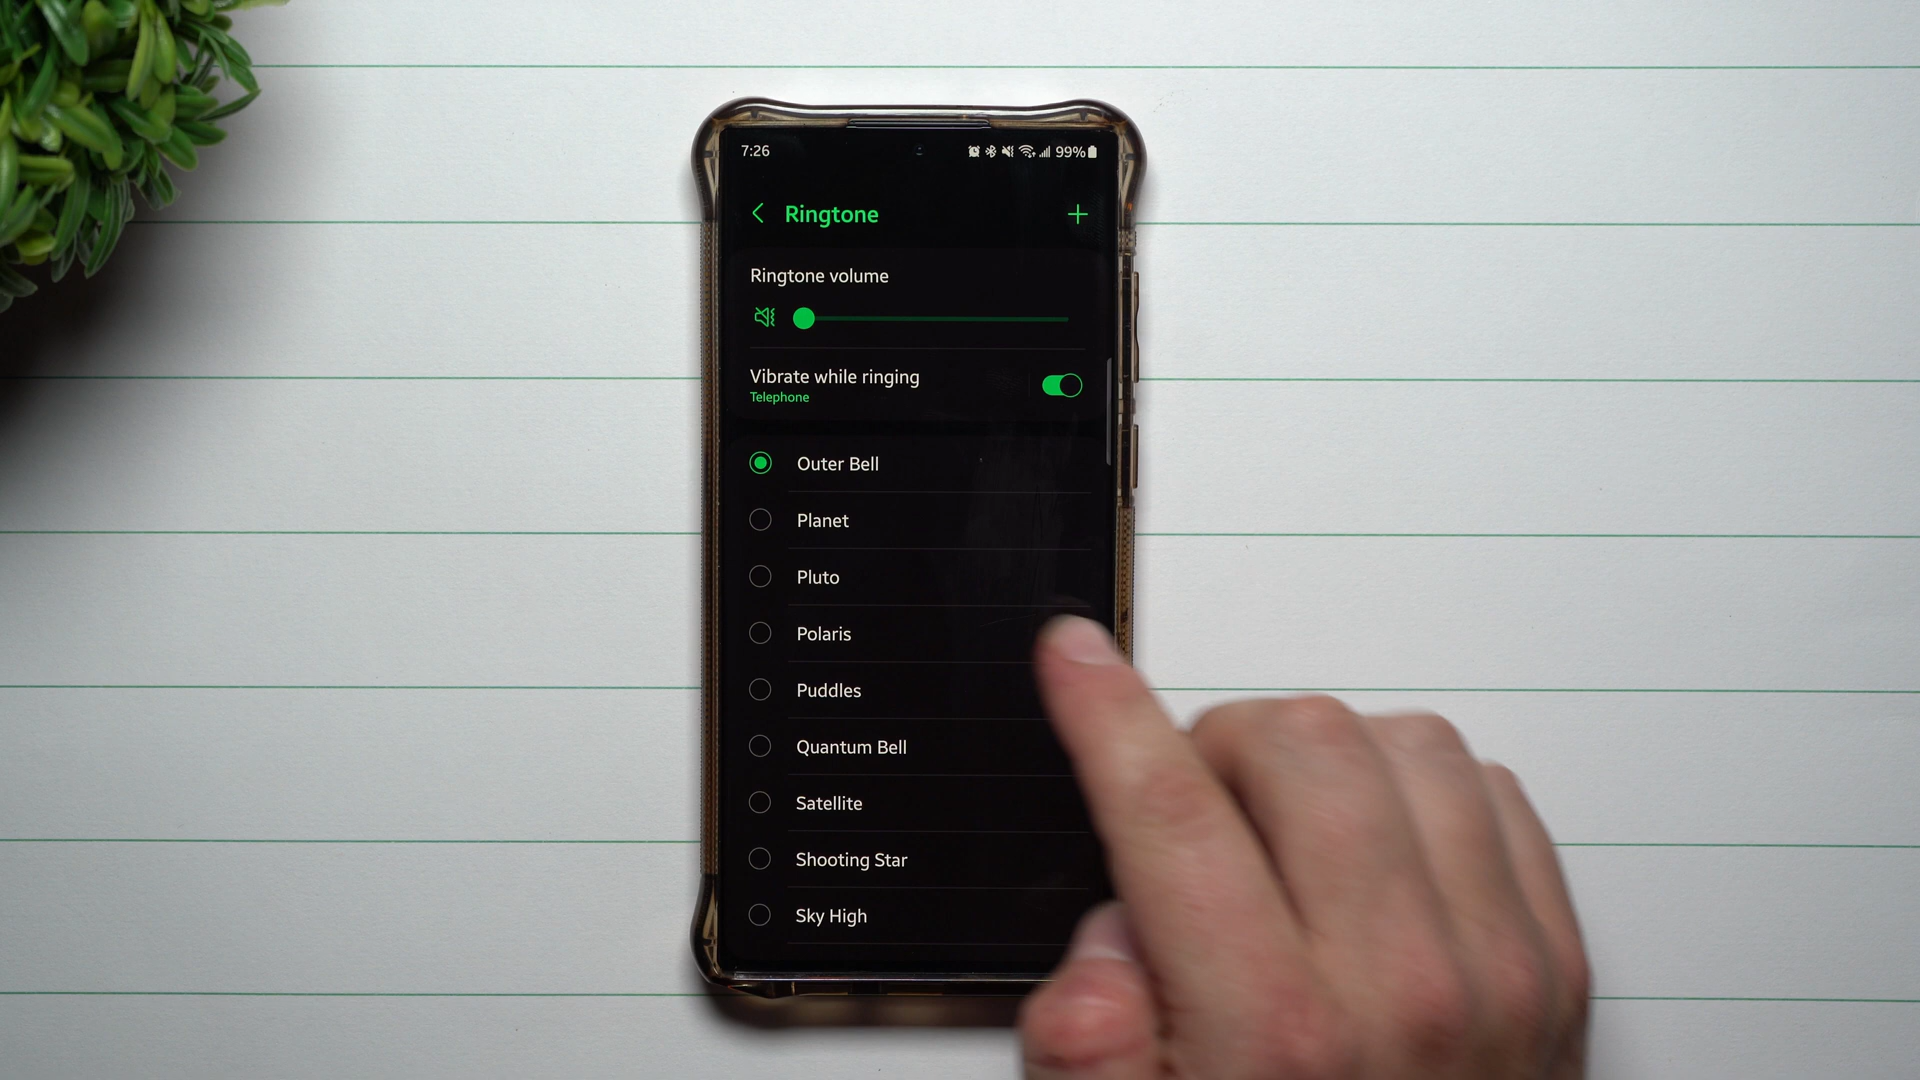 7:26 99%
Ringtone
Ringtone volume
Vibrate while ringing
Telephone
Outer Bell
Planet
Pluto
Polaris
Puddles
Quantum Bell
Satellite
Shooting Star
Sky High